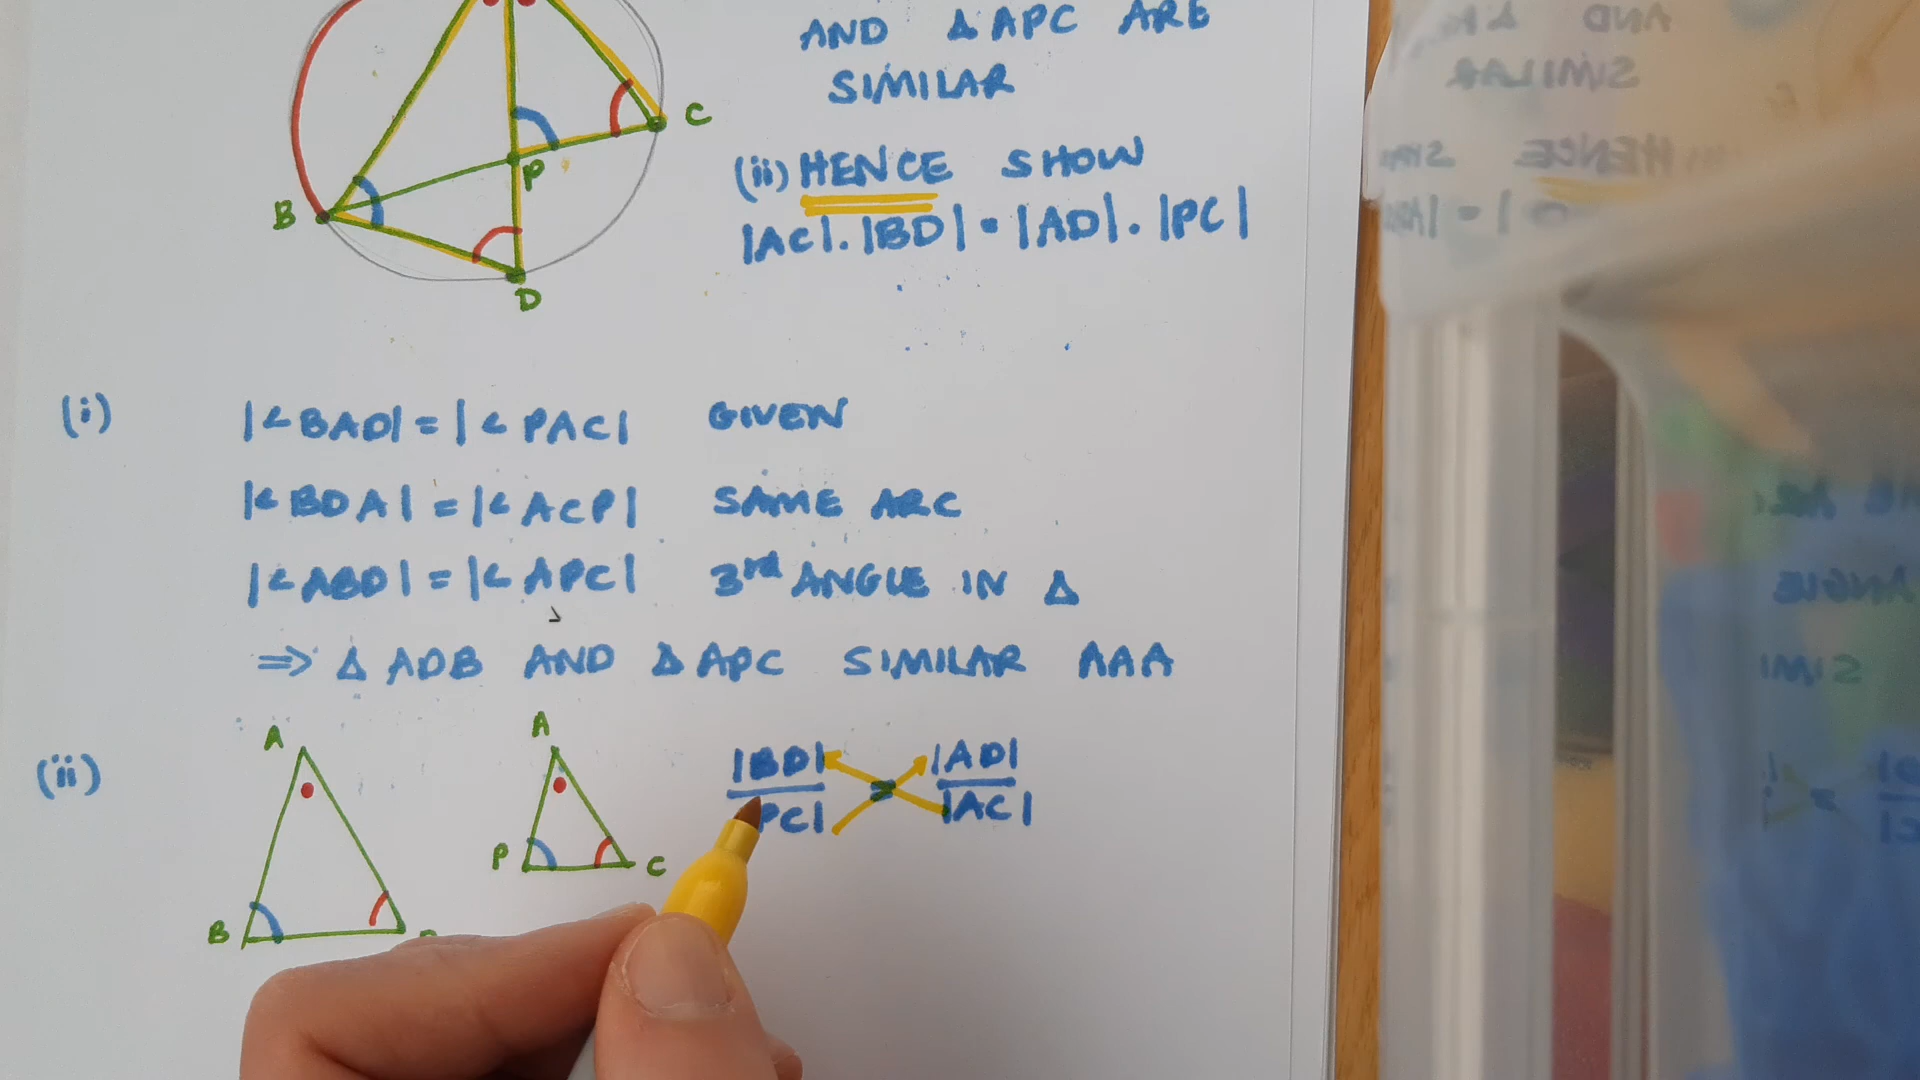 AND Δ APC ARE
SIMILAR
C
P
B
D
(ii) HENCE SHOW
|AC|.|BD| = |AD|.|PC|
(i)
|∠BAD| = |∠PAC| GIVEN
|∠BDA| = |∠ACP| SAME ARC
|∠ABD| = |∠APC| 3rd ANGLE IN Δ
⇒ Δ ADB AND Δ APC SIMILAR AAA
(ii)
A
B
A
P
C
|BD| = |AD|
|PC| |AC|